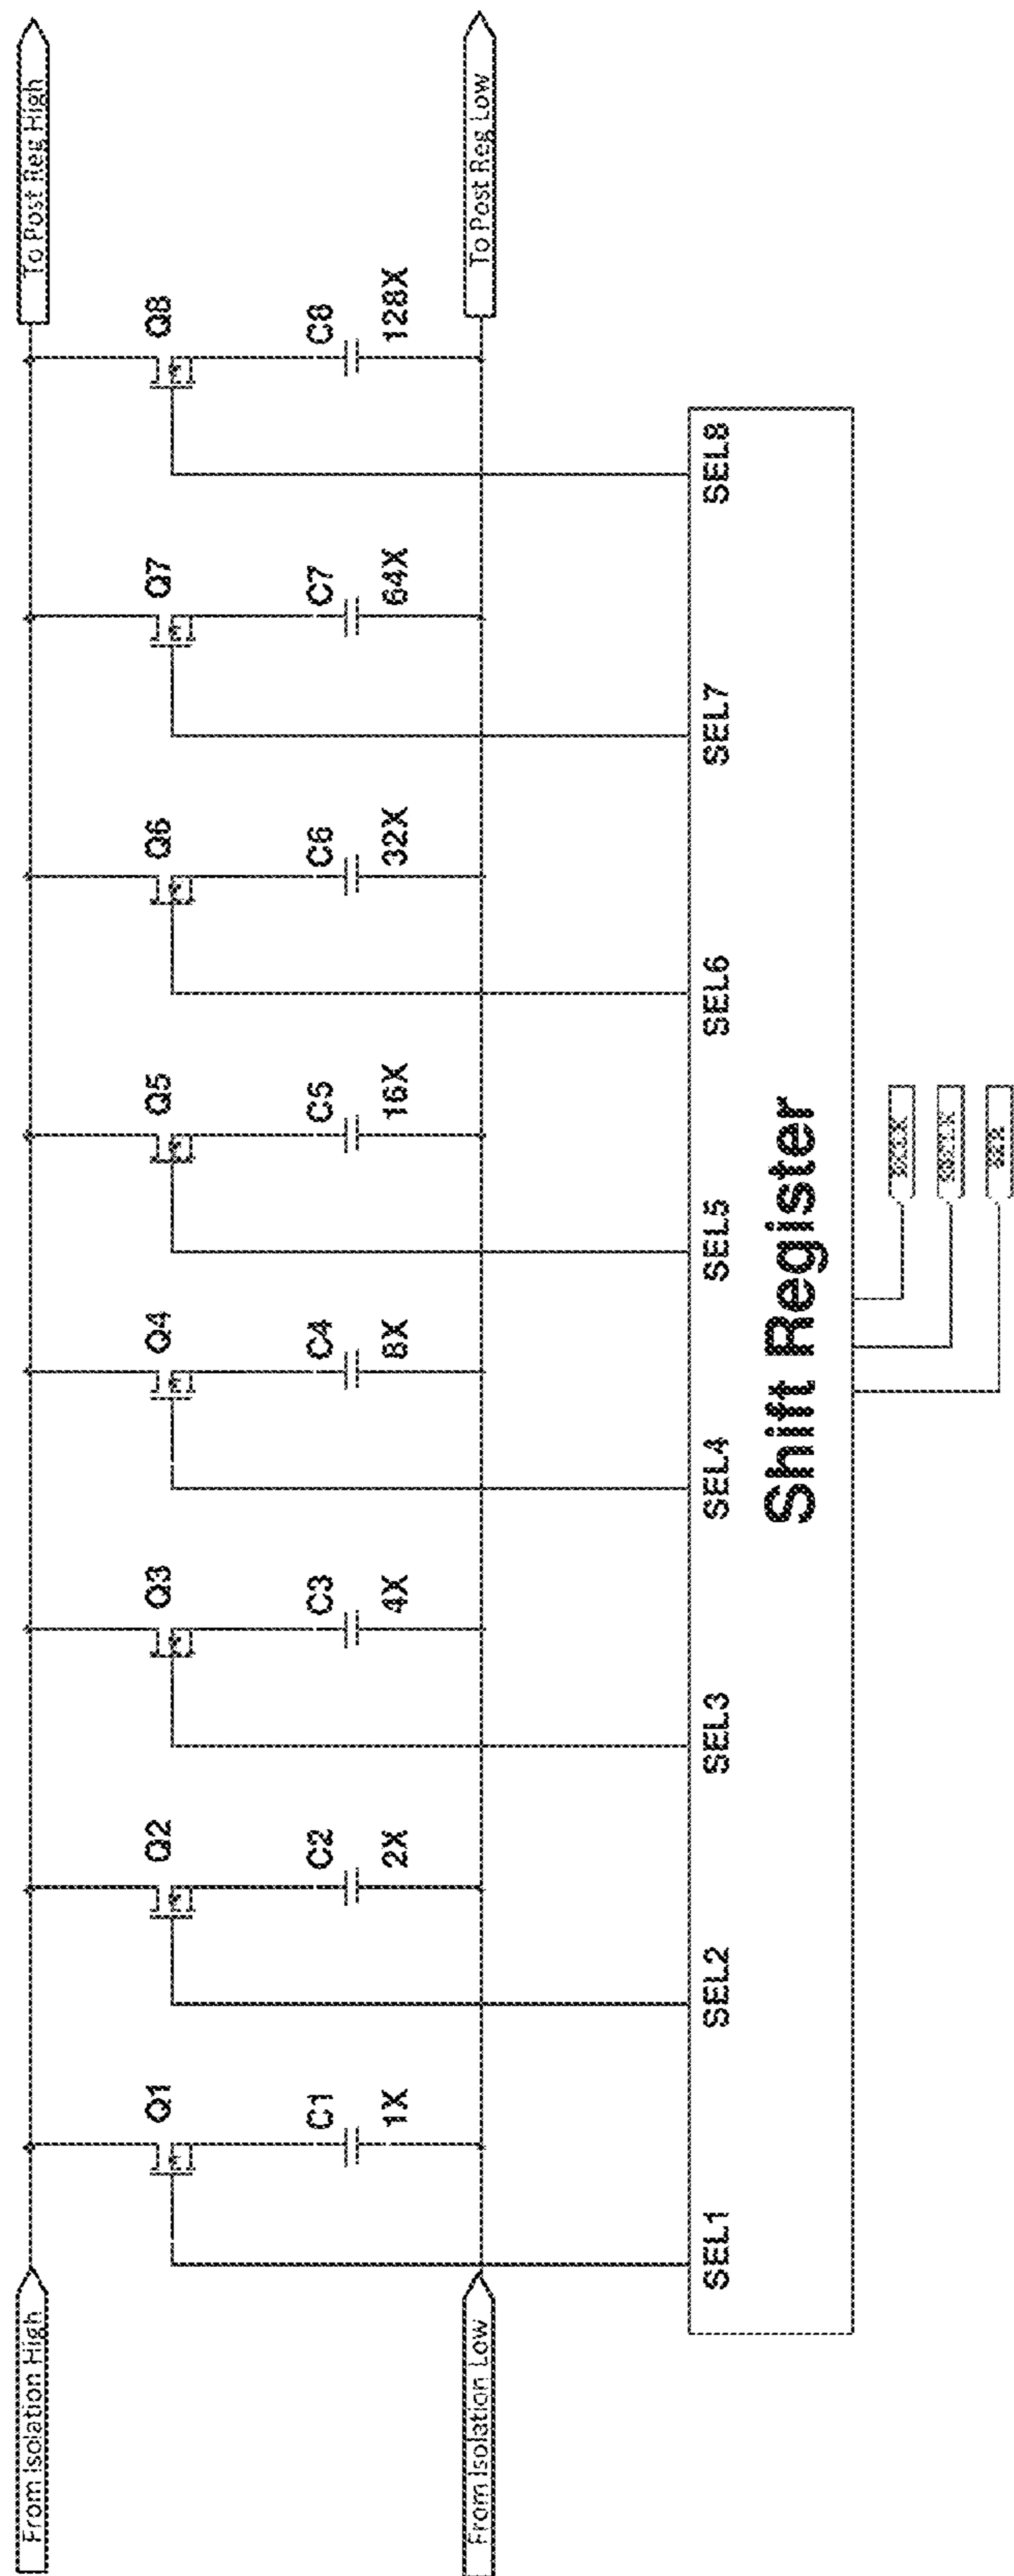 From Isolation High
To Post Reg High
Q1
Q2
Q3
Q4
Q5
Q6
Q7
Q8
C1
C2
C3
C4
C5
C6
C7
C8
1X
2X
4X
8X
16X
32X
64X
128X
From Isolation Low
To Post Reg Low
SEL1
SEL2
SEL3
SEL4
SEL5
SEL6
SEL7
SEL8
Shift Register